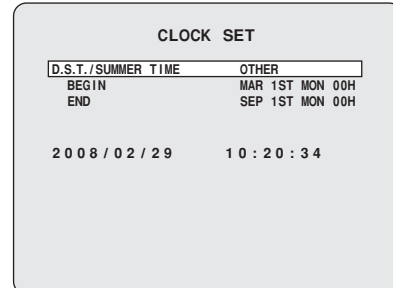 CLOCK SET
D.S.T./SUMMER TIME OTHER
BEGIN MAR 1ST MON 00H
END SEP 1ST MON 00H
2008/02/29 10:20:34